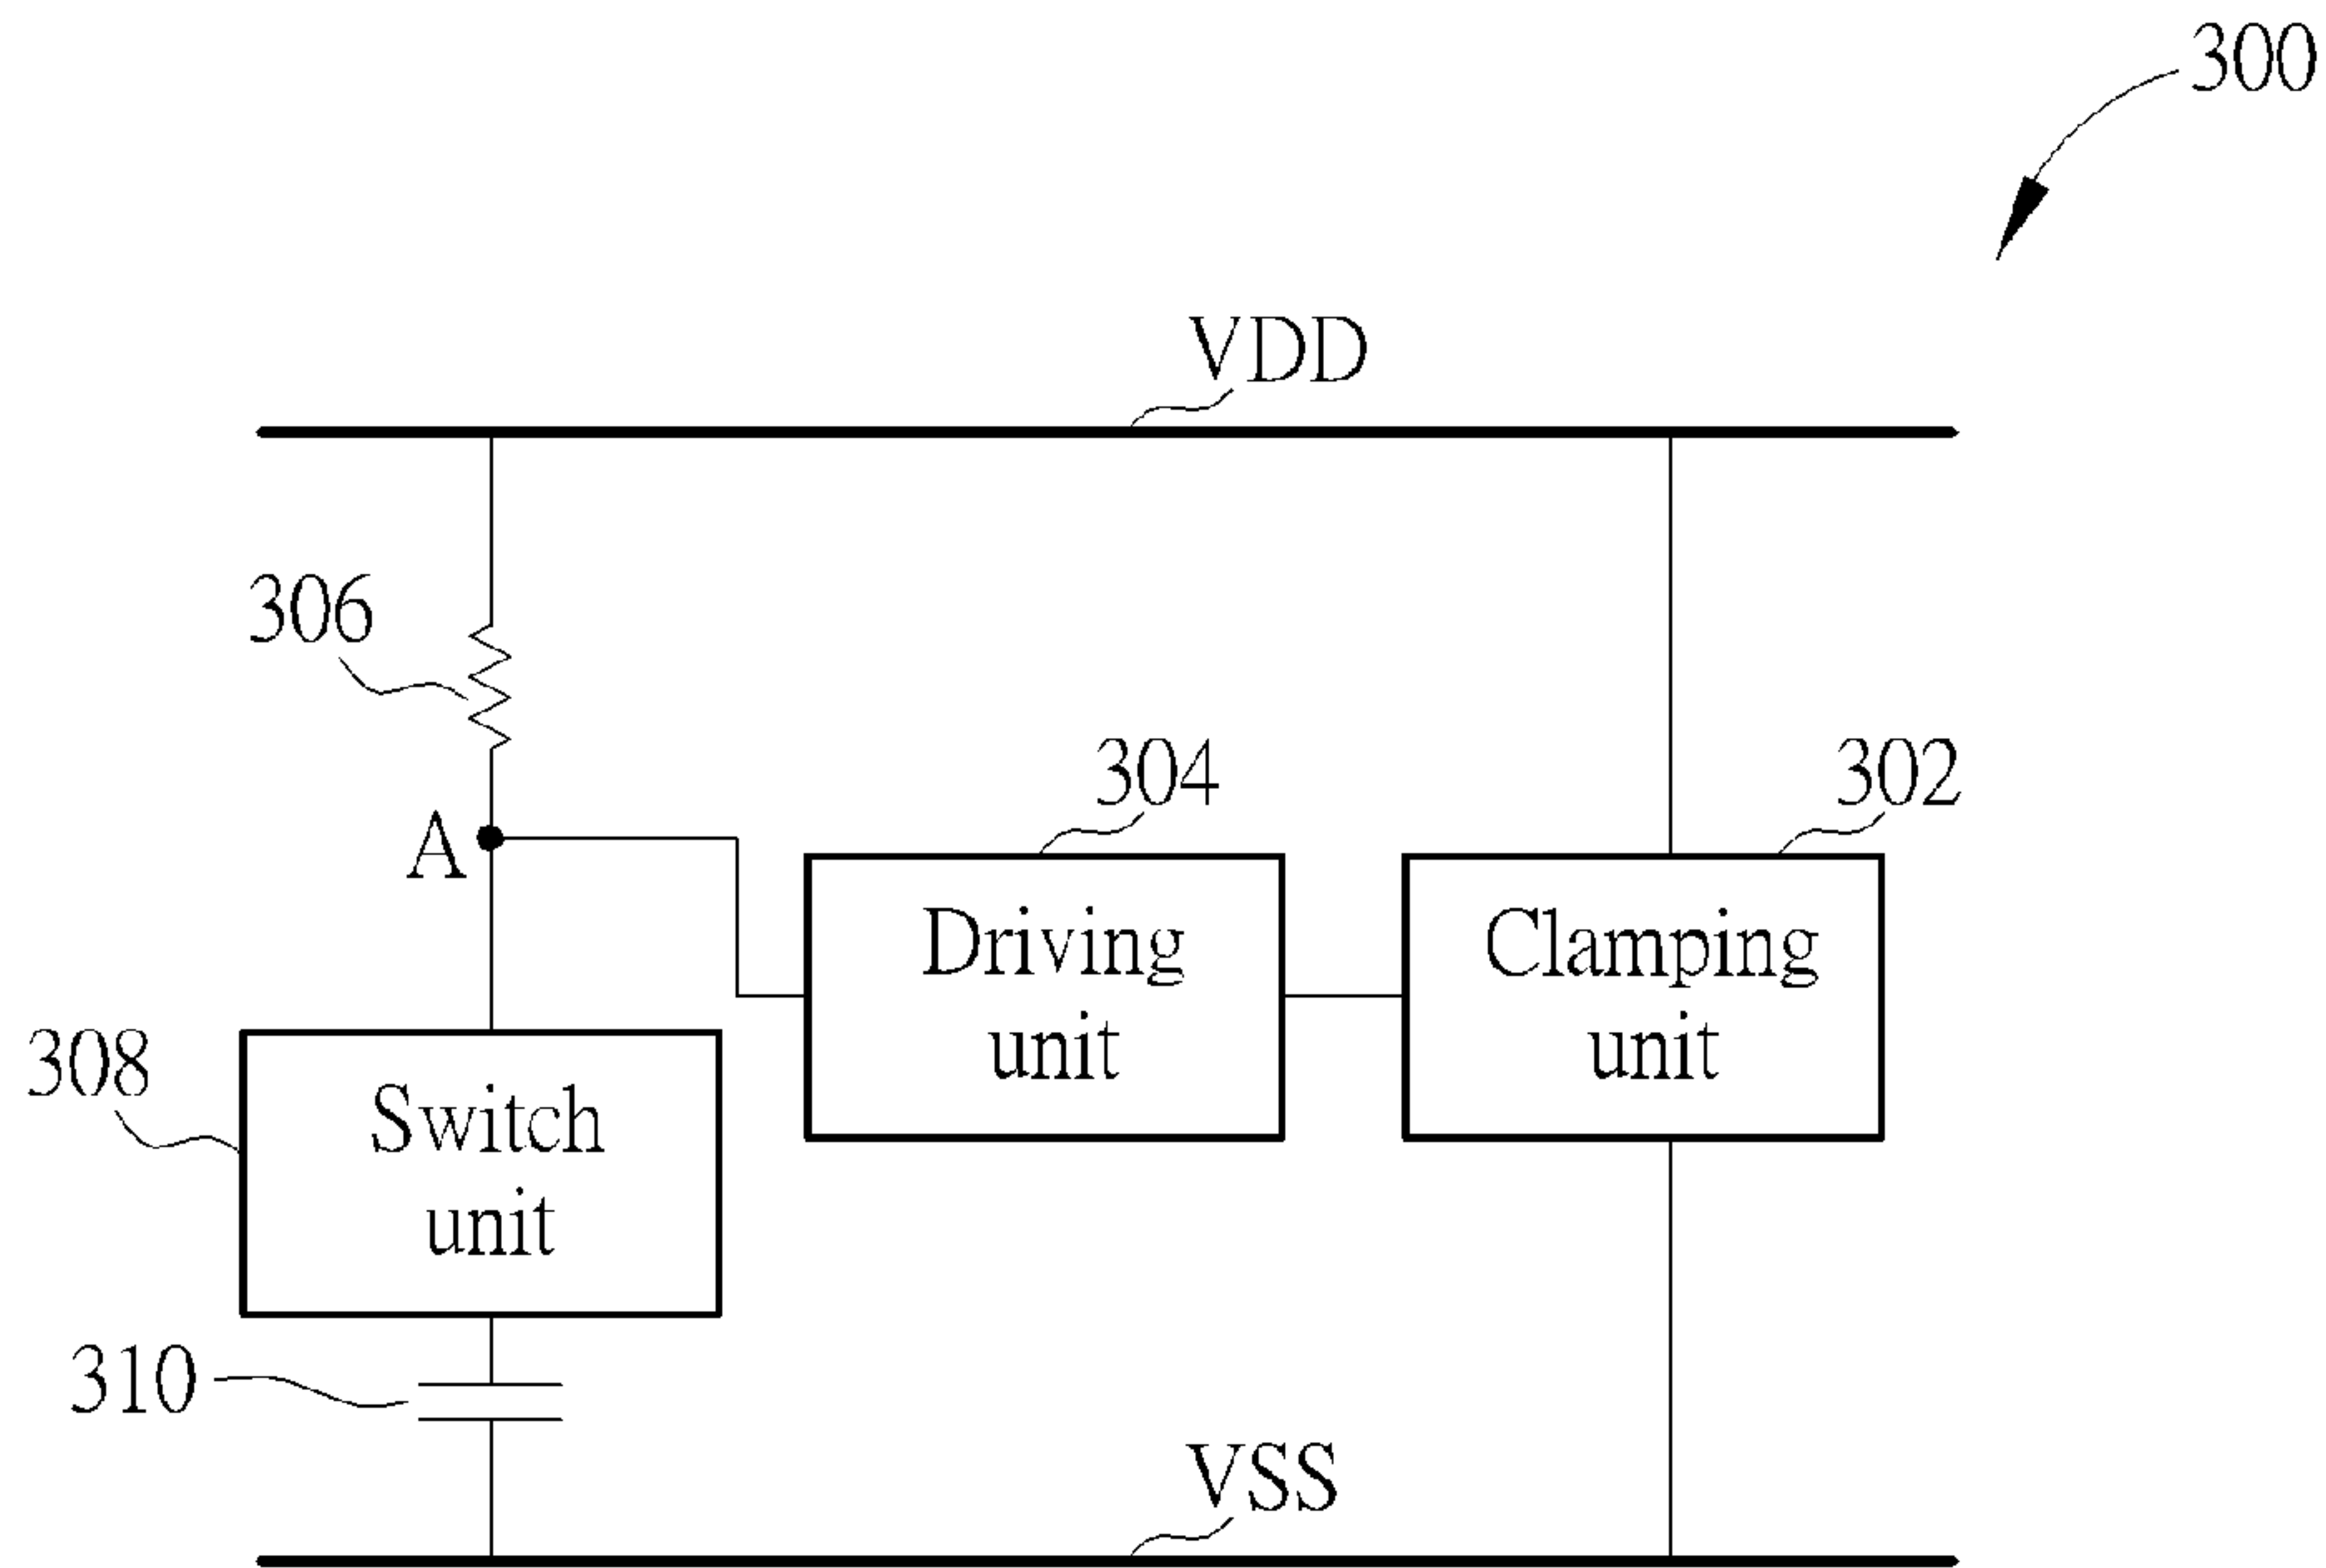 300
VDD
306
304
302
A
Driving
unit
Clamping
unit
308
Switch
unit
310
VSS